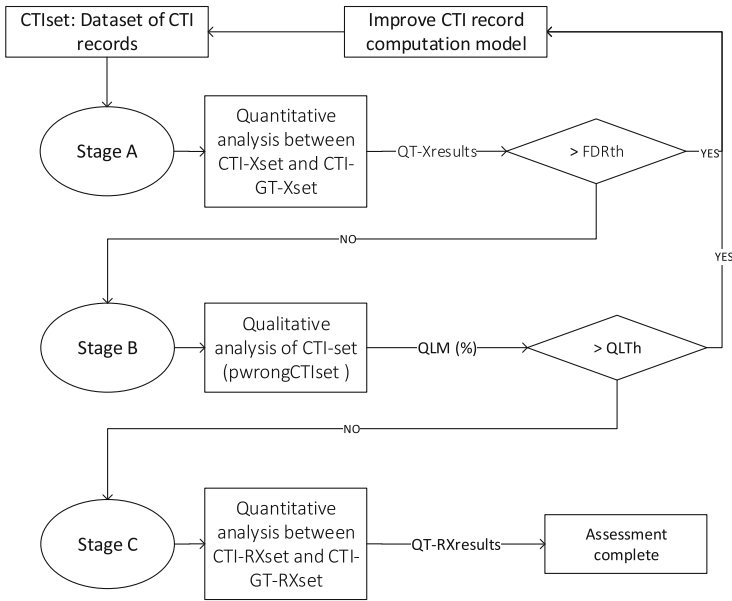 CTIset: Dataset of CTI
records
Improve CTI record
computation model
Stage A
Quantitative
analysis between
CTI-Xset and CTI-
GT-Xset
QT-Xresults
> FDRth
YES
NO
YES
Stage B
Qualitative
analysis of CTI-set
(pwrongCTIset )
QLM (%)
> QLTh
NO
Stage C
Quantitative
analysis between
CTI-RXset and CTI-
GT-RXset
QT-RXresults
Assessment
complete